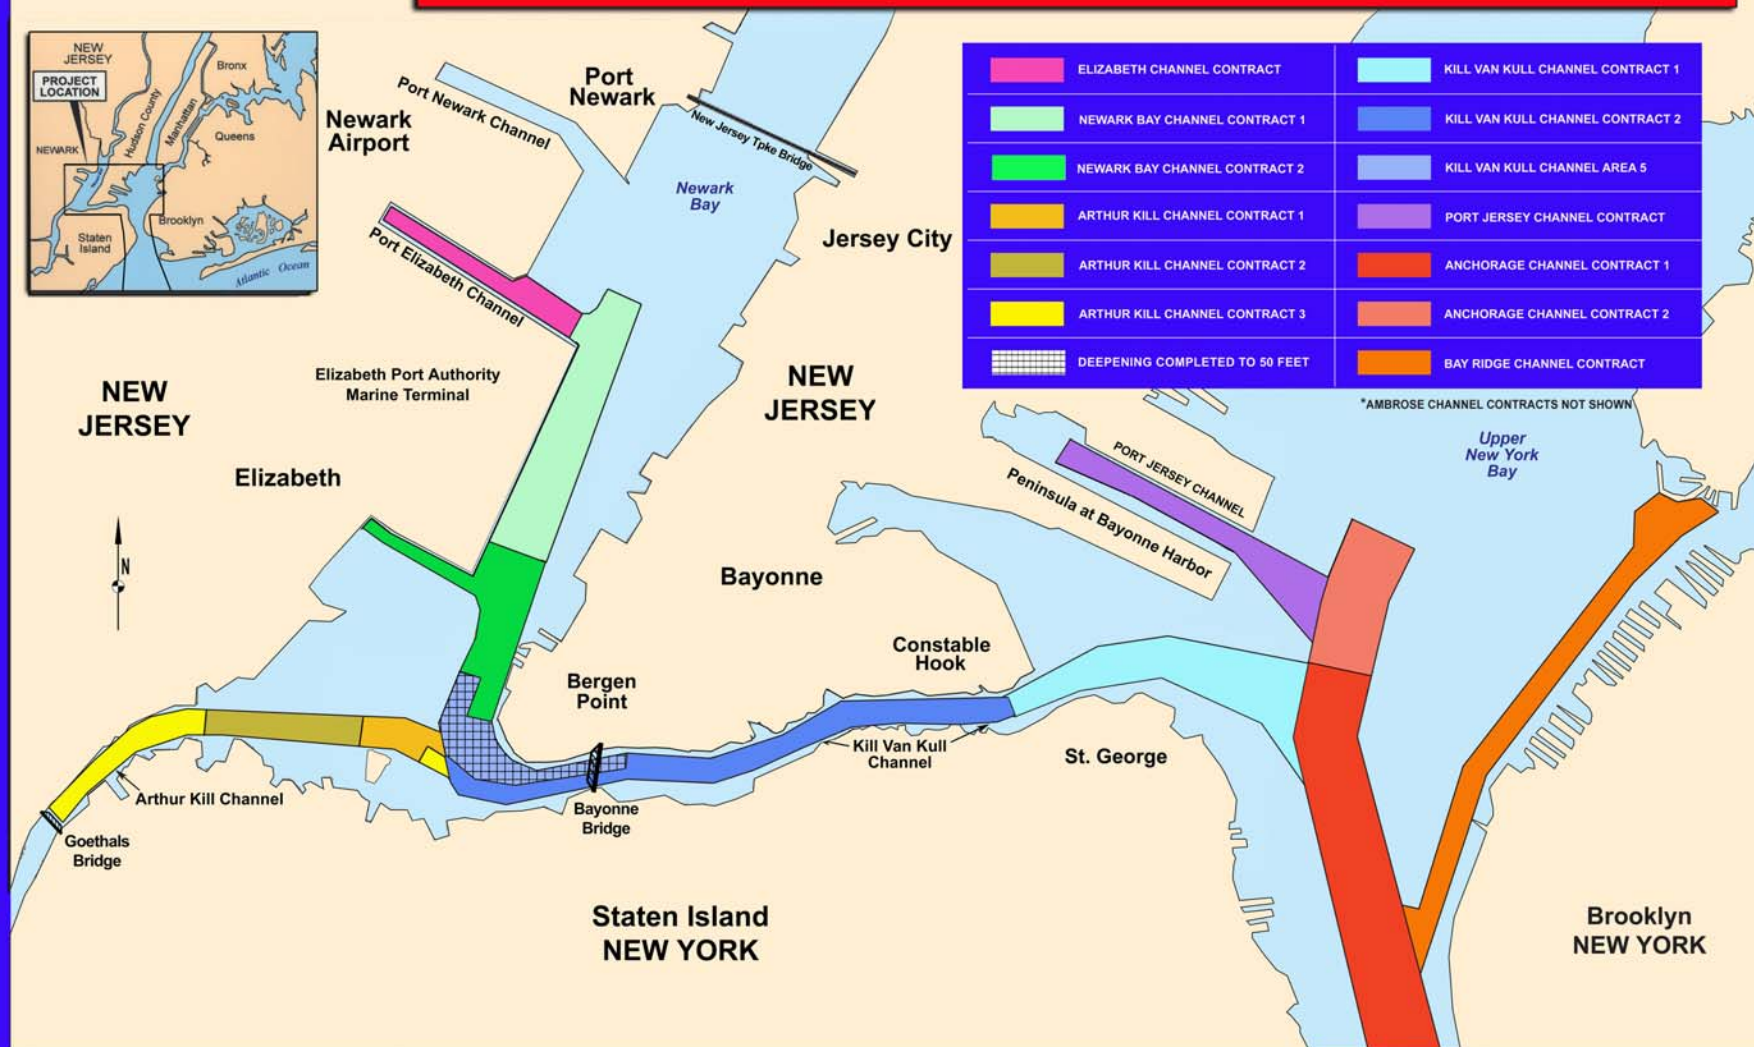 NEW
JERSEY
PROJECT
LOCATION
Bronx
Hudson County
Manhattan
Queens
NEWARK
Brooklyn
Staten
Island
Atlantic Ocean
Port
Newark
Port Newark Channel
Newark
Airport
New Jersey Tpke Bridge
Newark
Bay
Jersey City
Port Elizabeth Channel
ELIZABETH CHANNEL CONTRACT
NEWARK BAY CHANNEL CONTRACT 1
NEWARK BAY CHANNEL CONTRACT 2
ARTHUR KILL CHANNEL CONTRACT 1
ARTHUR KILL CHANNEL CONTRACT 2
ARTHUR KILL CHANNEL CONTRACT 3
DEEPENING COMPLETED TO 50 FEET
KILL VAN KULL CHANNEL CONTRACT 1
KILL VAN KULL CHANNEL CONTRACT 2
KILL VAN KULL CHANNEL AREA 5
PORT JERSEY CHANNEL CONTRACT
ANCHORAGE CHANNEL CONTRACT 1
ANCHORAGE CHANNEL CONTRACT 2
BAY RIDGE CHANNEL CONTRACT
*AMBROSE CHANNEL CONTRACTS NOT SHOWN
Elizabeth Port Authority
Marine Terminal
NEW
JERSEY
NEW
JERSEY
Upper
New York
Bay
PORT JERSEY CHANNEL
Peninsula at Bayonne Harbor
Elizabeth
N
Bayonne
Constable
Hook
Bergen
Point
Kill Van Kull
Channel
St. George
Arthur Kill Channel
Bayonne
Bridge
Goethals
Bridge
Staten Island
NEW YORK
Brooklyn
NEW YORK